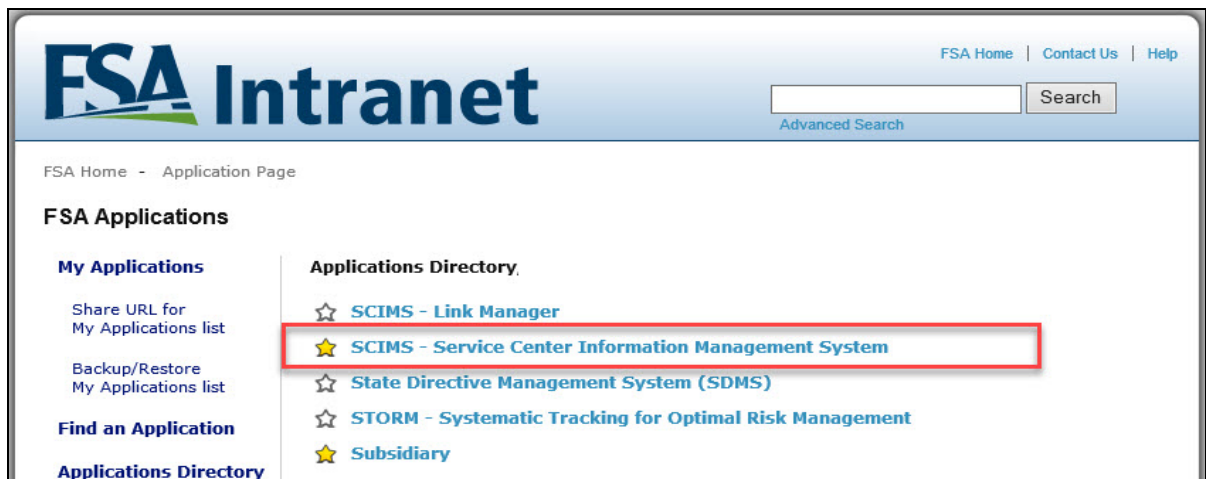 FSA Intranet
FSA Home | Contact Us | Help
Search
Advanced Search
FSA Home - Application Page
FSA Applications
My Applications
Share URL for
My Applications list
Backup/Restore
My Applications list
Find an Application
Applications Directory
Applications Directory
SCIMS - Link Manager
SCIMS - Service Center Information Management System
State Directive Management System (SDMS)
STORM - Systematic Tracking for Optimal Risk Management
Subsidiary